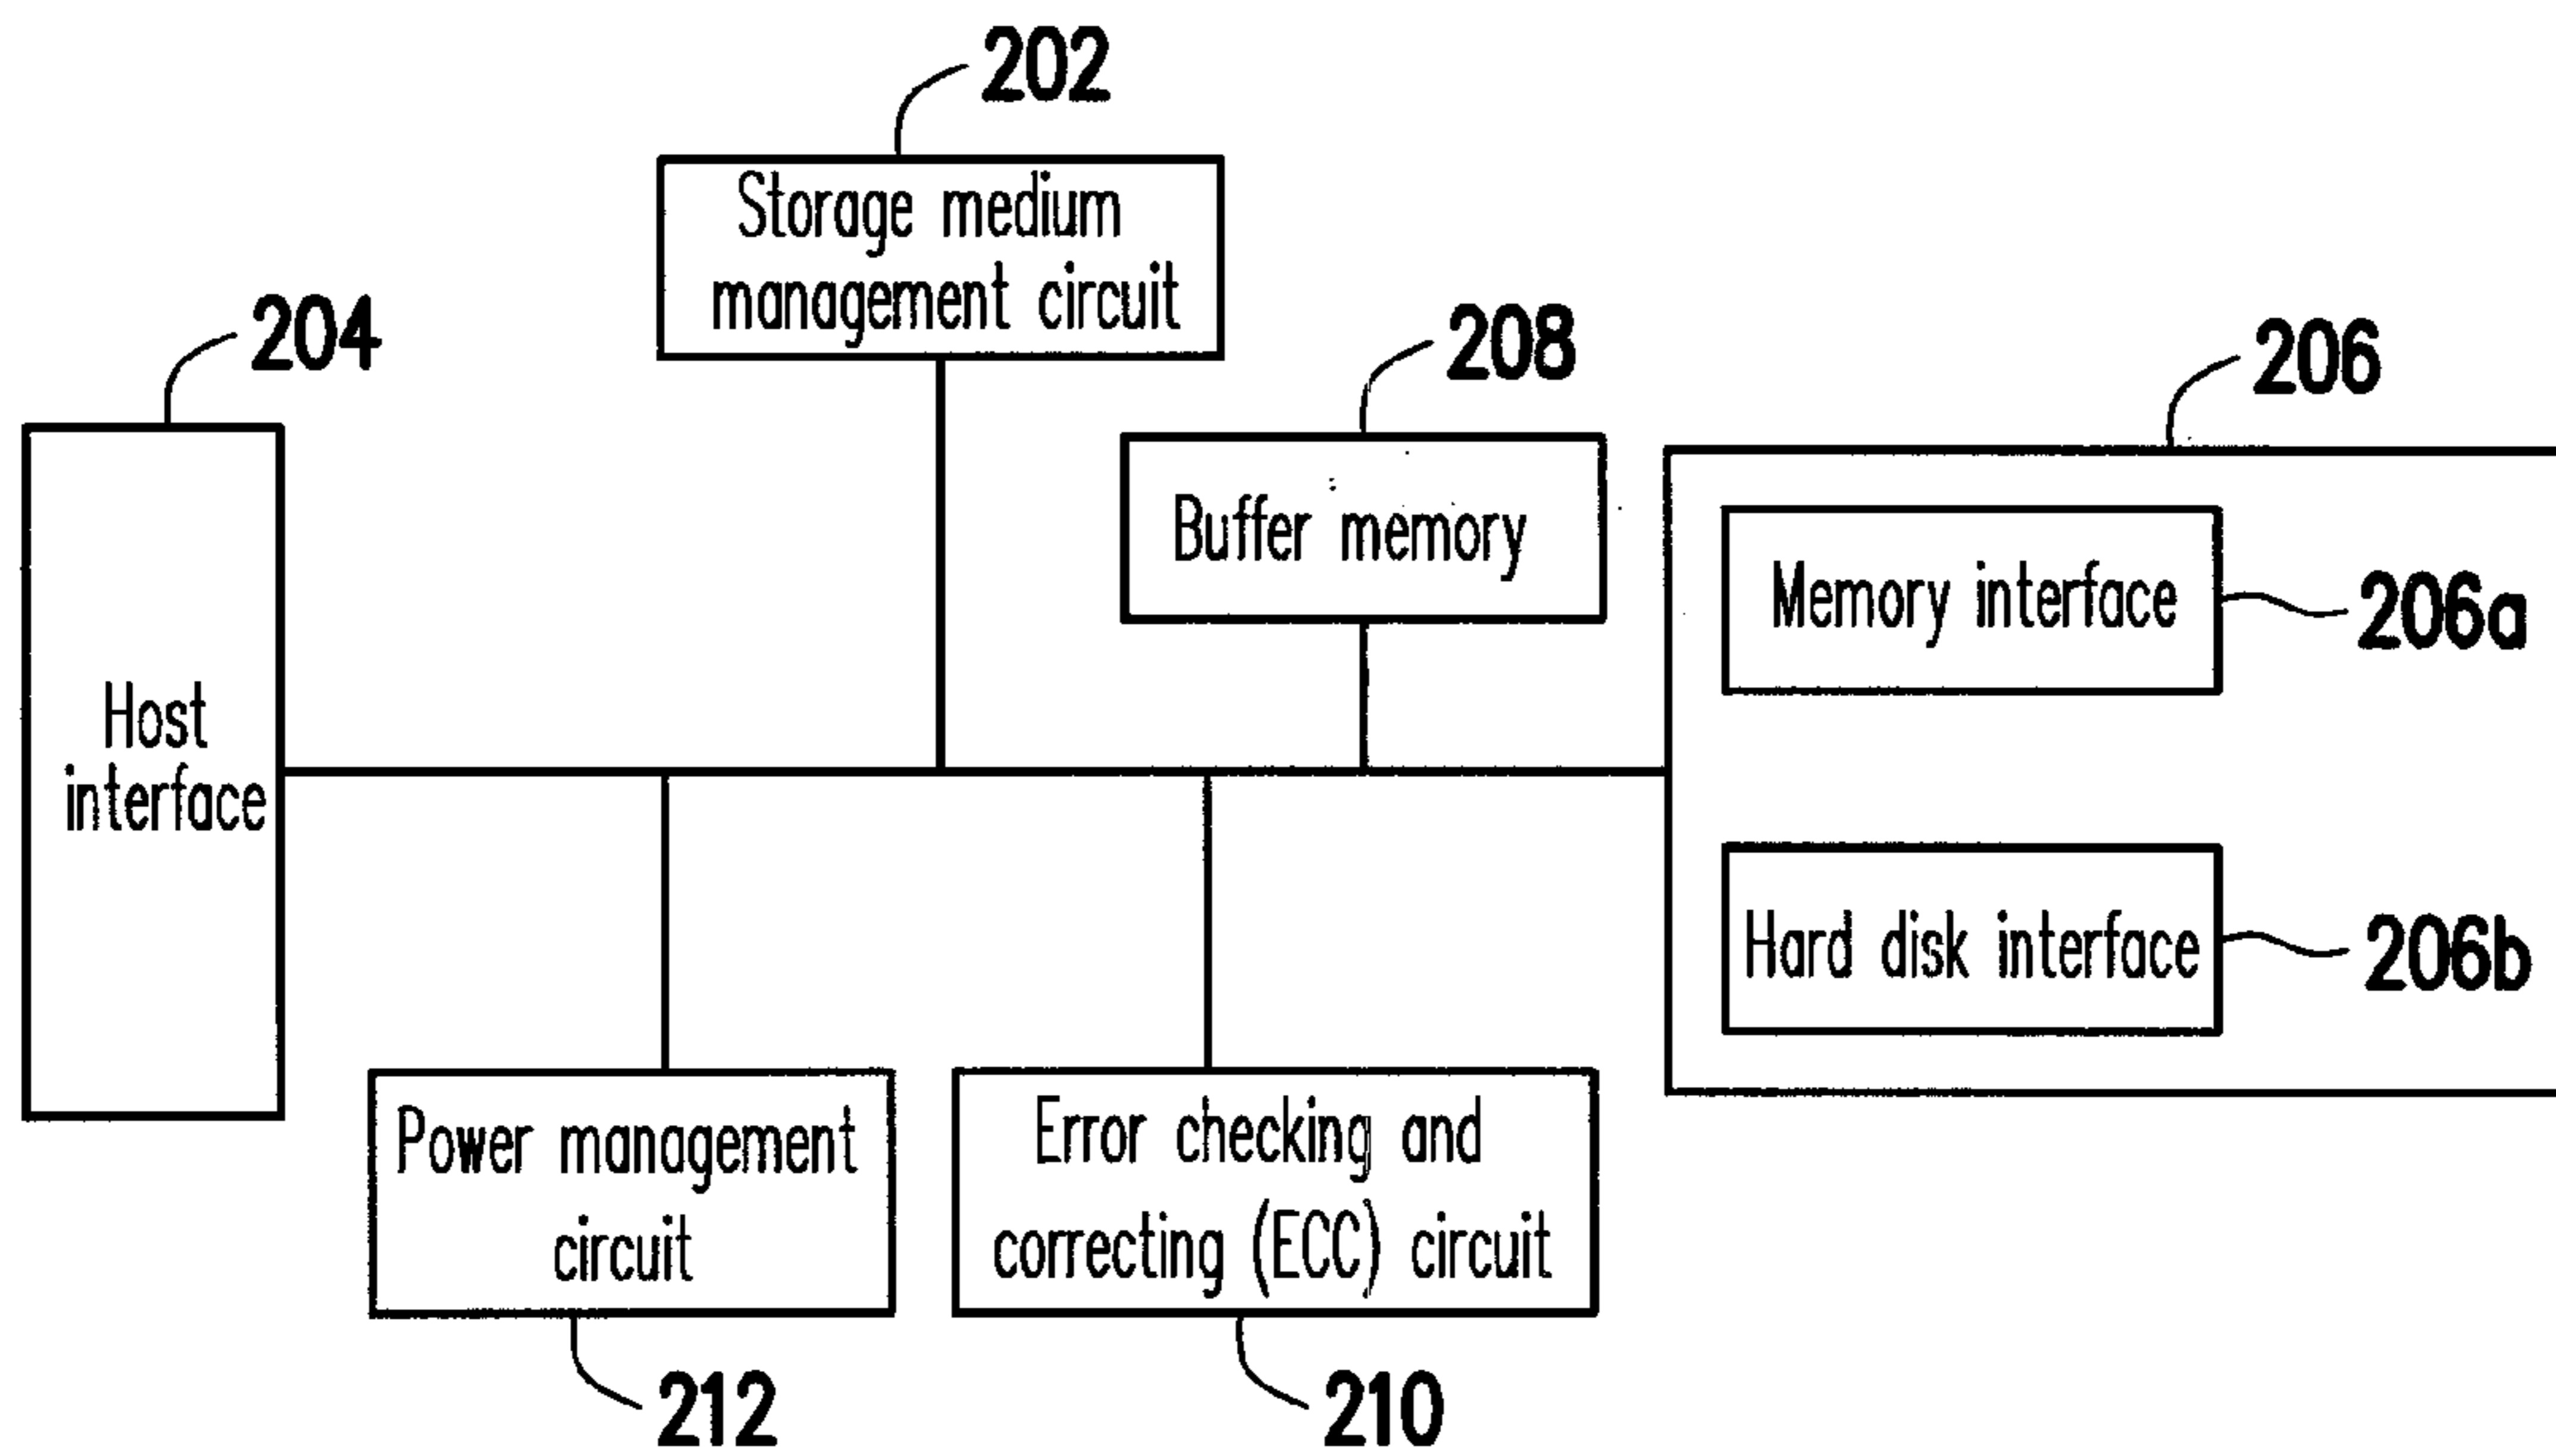 202
Storage medium
management circuit
204
208
206
Buffer memory
Memory interface
206a
Host
interface
Hard disk interface
206b
Power management
circuit
Error checking and
correcting (ECC) circuit
212
210